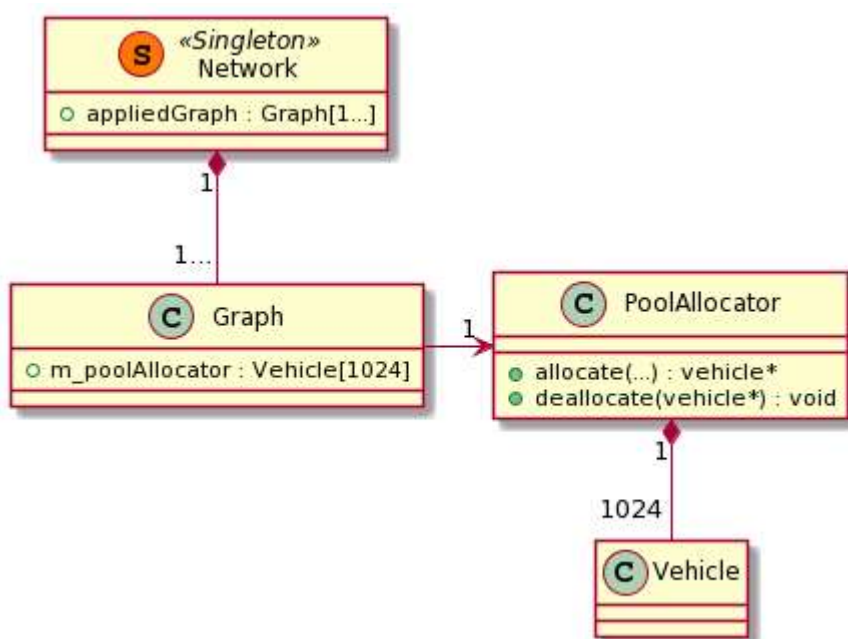 S «Singleton»
Network
appliedGraph : Graph[1...]
1
1...
C Graph
m_poolAllocator : Vehicle[1024]
1
C PoolAllocator
allocate(...) : vehicle*
deallocate(vehicle*) : void
1
1024
C Vehicle